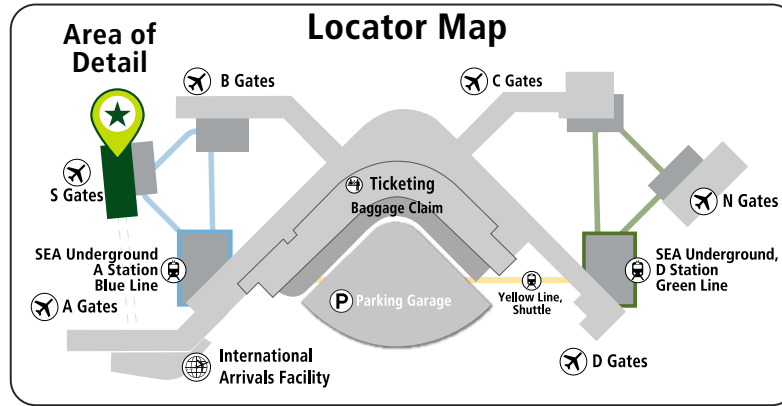 Locator Map
Area of
Detail
B Gates
C Gates
S Gates
Ticketing
Baggage Claim
N Gates
SEA Underground
A Station
Blue Line
SEA Underground,
D Station
Green Line
A Gates
P
Parking Garage
Yellow Line,
Shuttle
International
Arrivals Facility
D Gates